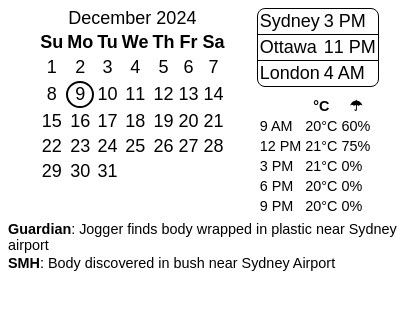 December 2024
Su Mo Tu We Th Fr Sa
1 2 3 4 5 6 7
8 9 10 11 12 13 14
15 16 17 18 19 20 21
22 23 24 25 26 27 28
29 30 31
Sydney 3 PM
Ottawa 11 PM
London 4 AM
°C ☂
9 AM 20°C 60%
12 PM 21°C 75%
3 PM 21°C 0%
6 PM 20°C 0%
9 PM 20°C 0%
Guardian: Jogger finds body wrapped in plastic near Sydney
airport
SMH: Body discovered in bush near Sydney Airport